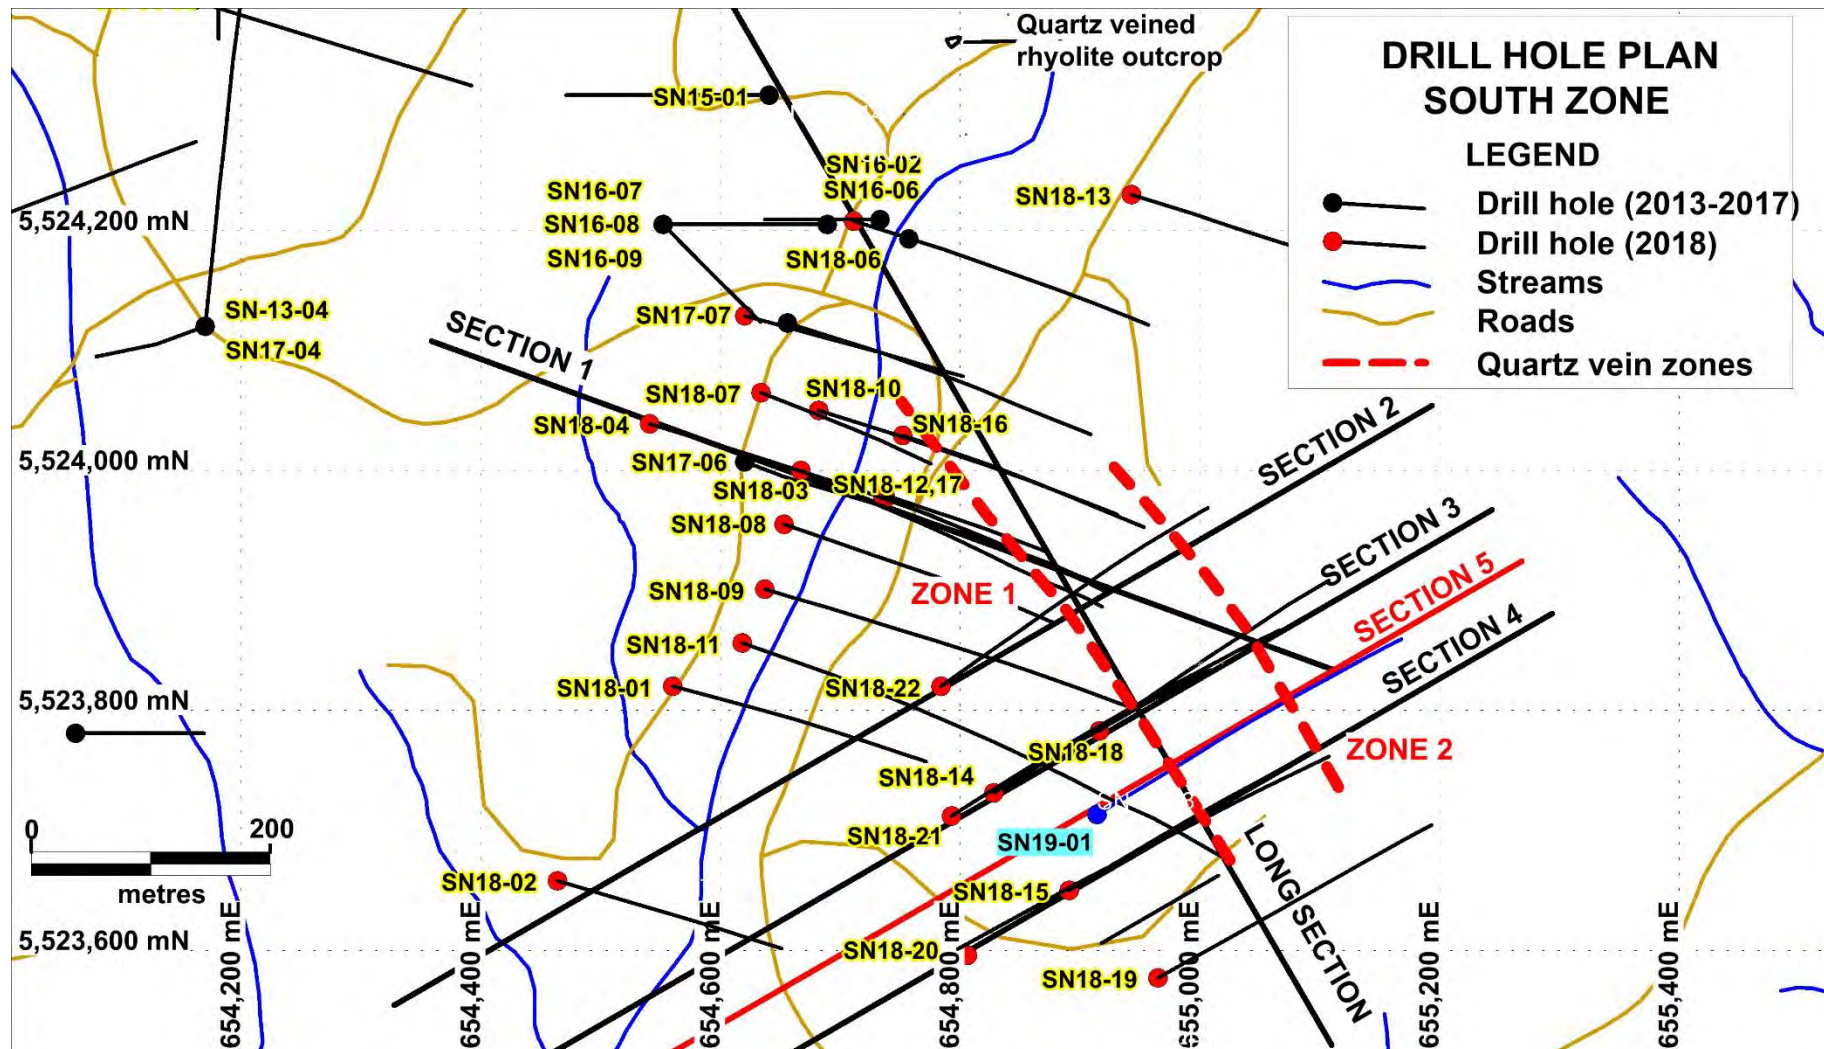 Quartz veined
rhyolite outcrop
DRILL HOLE PLAN
SOUTH ZONE
LEGEND
Drill hole (2013-2017)
Drill hole (2018)
Streams
Roads
Quartz vein zones
SN15-01
SN16-02
SN16-07
SN16-06
SN18-13
5,524,200 mN
SN16-08
SN16-09
SN18-06
SN-13-04
SN17-07
SN17-04
SECTION 1
SN18-07
SN18-10
SN18-04
SN18-16
SECTION 2
5,524,000 mN
SN17-06
SN18-03
SN18-12,17
SN18-08
SECTION 3
ZONE 1
SN18-09
SECTION 5
SN18-11
SECTION 4
5,523,800 mN
SN18-01
SN18-22
SN18-18
ZONE 2
SN18-14
0
200
metres
SN18-21
SN19-01
LONG SECTION
SN18-02
SN18-15
5,523,600 mN
SN18-20
SN18-19
654,200 mE
654,400 mE
654,600 mE
654,800 mE
655,000 mE
655,200 mE
655,400 mE